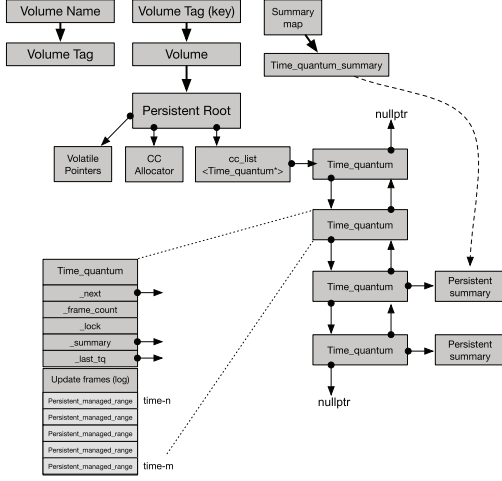 Volume Name
Volume Tag (key)
Summary
map
Volume Tag
Volume
Time_quantum_summary
Persistent Root
nullptr
Volatile
Pointers
CC
Allocator
cc_list
<Time_quantum*>
Time_quantum
Time_quantum
Time_quantum
_next
_frame_count
_lock
_summary
_last_tq
Update frames (log)
Persistent_managed_range
time-n
Persistent_managed_range
Persistent_managed_range
Persistent_managed_range
Persistent_managed_range
time-m
Time_quantum
Persistent
summary
Time_quantum
Persistent
summary
nullptr